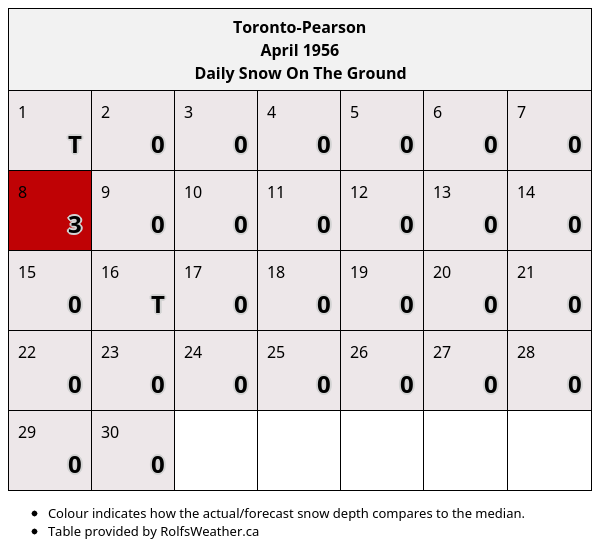 Toronto-Pearson
April 1956
Daily Snow On The Ground
1 2 3 4 5 6 7
T 0 0 0 0 0 0
8 9 10 11 12 13 14
3 0 0 0 0 0 0
15 16 17 18 19 20 21
0 T 0 0 0 0 0
22 23 24 25 26 27 28
0 0 0 0 0 0 0
29 30
0 0
• Colour indicates how the actual/forecast snow depth compares to the median.
• Table provided by RolfsWeather.ca